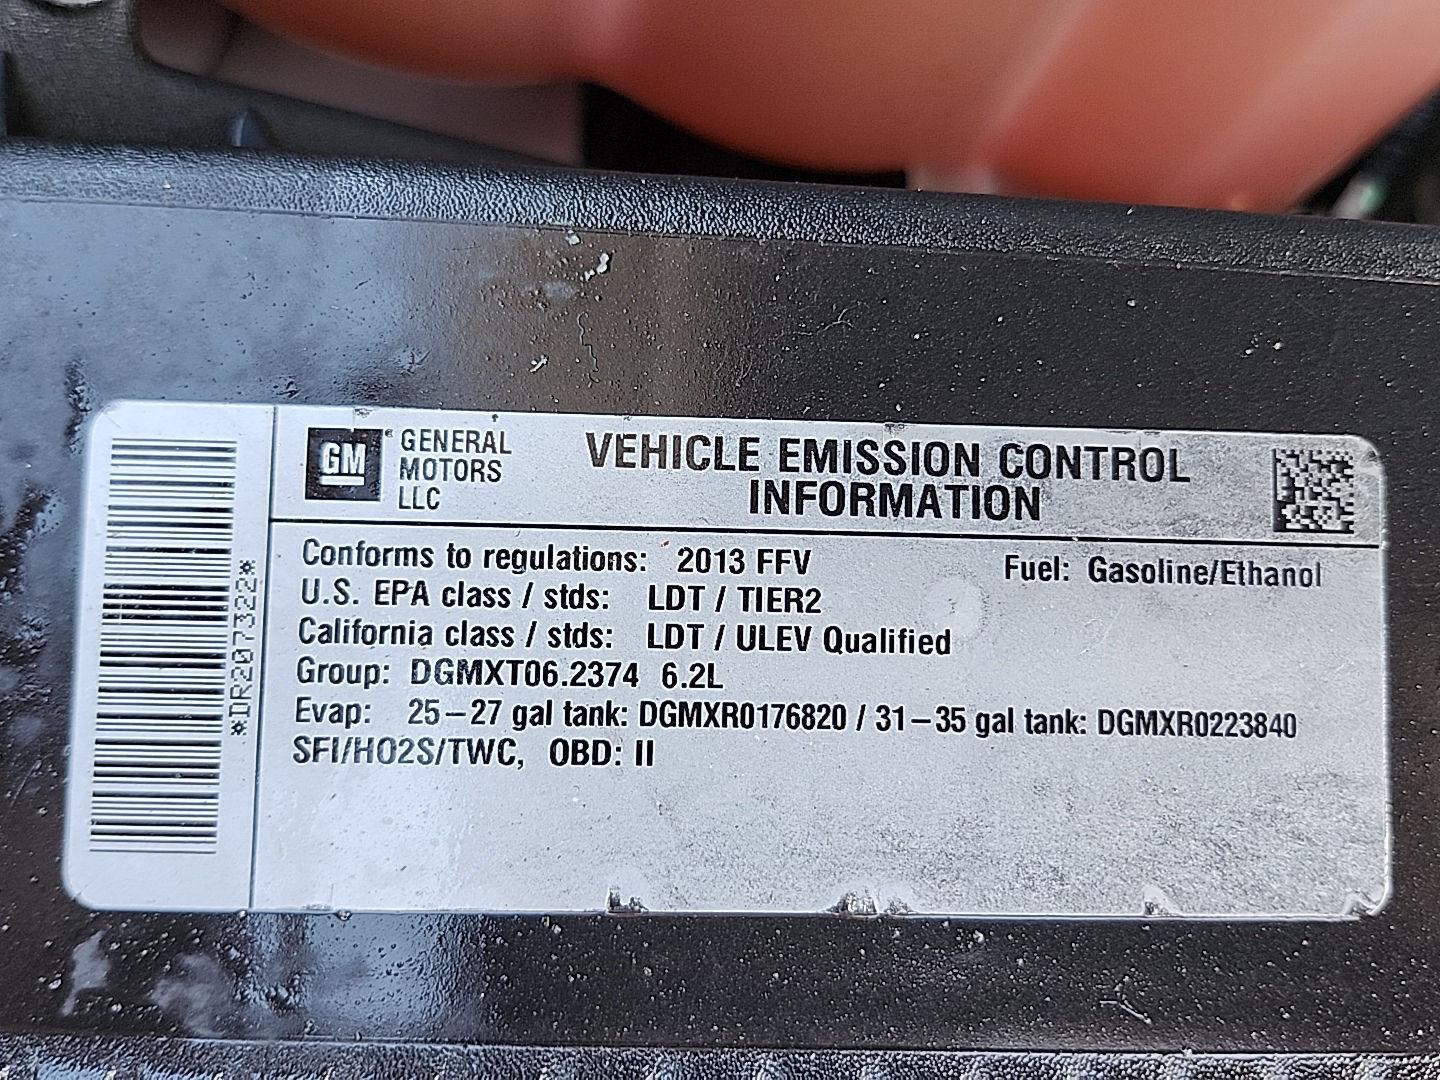 GM
GENERAL
MOTORS
LLC
VEHICLE EMISSION CONTROL
INFORMATION
Conforms to regulations: 2013 FFV
Fuel: Gasoline/Ethanol
U.S. EPA class / stds: LDT / TIER2
California class / stds: LDT / ULEV Qualified
Group: DGMXT06.2374 6.2L
Evap: 25-27 gal tank: DGMXR0176820 / 31-35 gal tank: DGMXR0223840
SFI/HO2S/TWC, OBD: II
*DR207322*